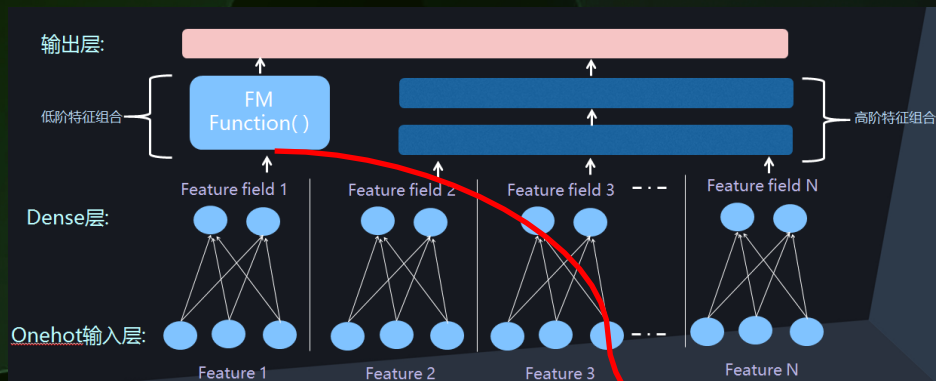 输出层:
FM
Function( )
低阶特征组合
高阶特征组合
Feature field 1
Feature field 2
Feature field 3
Feature field N
Dense层:
Onehot输入层:
Feature 1
Feature 2
Feature 3
Feature N